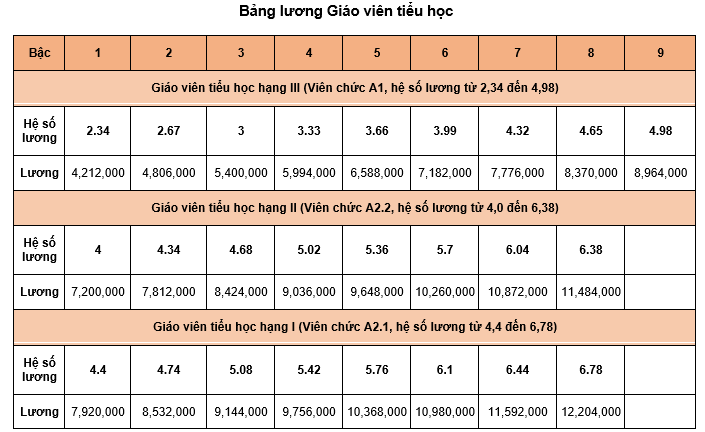 Bảng lương Giáo viên tiểu học
Bậc 1 2 3 4 5 6 7 8 9
Giáo viên tiểu học hạng III (Viên chức A1, hệ số lương từ 2,34 đến 4,98)
Hệ số lương 2.34 2.67 3 3.33 3.66 3.99 4.32 4.65 4.98
Lương 4,212,000 4,806,000 5,400,000 5,994,000 6,588,000 7,182,000 7,776,000 8,370,000 8,964,000
Giáo viên tiểu học hạng II (Viên chức A2.2, hệ số lương từ 4,0 đến 6,38)
Hệ số lương 4 4.34 4.68 5.02 5.36 5.7 6.04 6.38
Lương 7,200,000 7,812,000 8,424,000 9,036,000 9,648,000 10,260,000 10,872,000 11,484,000
Giáo viên tiểu học hạng I (Viên chức A2.1, hệ số lương từ 4,4 đến 6,78)
Hệ số lương 4.4 4.74 5.08 5.42 5.76 6.1 6.44 6.78
Lương 7,920,000 8,532,000 9,144,000 9,756,000 10,368,000 10,980,000 11,592,000 12,204,000